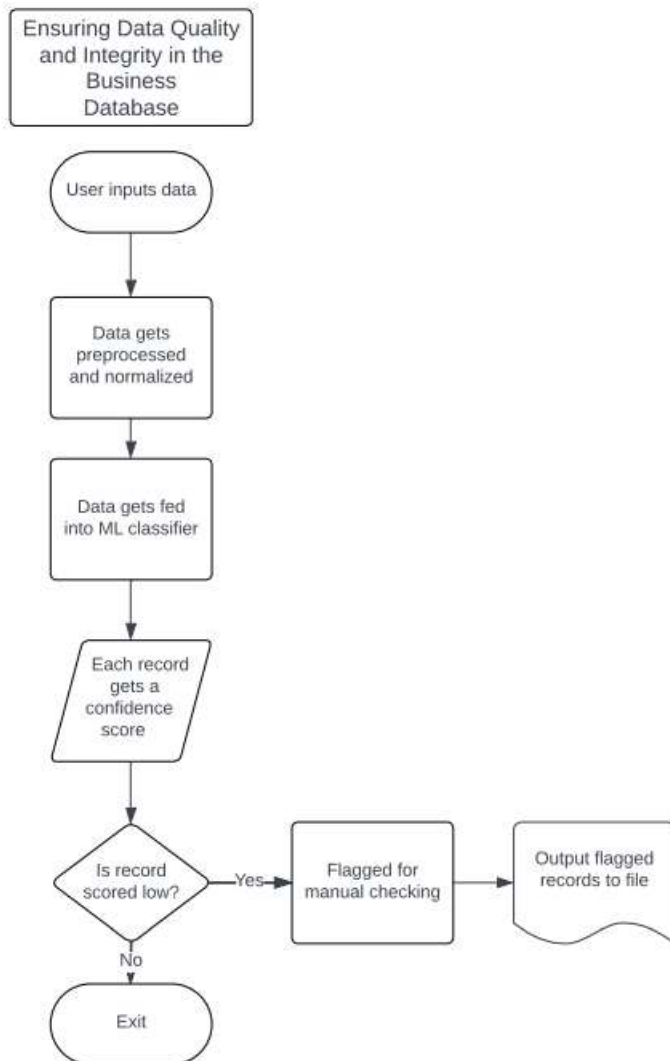 Ensuring Data Quality
and Integrity in the
Business
Database
User inputs data
Data gets
preprocessed
and normalized
Data gets fed
into ML classifier
Each record
gets a
confidence
score
Is record
scored low?
Yes
Flagged for
manual checking
Output flagged
records to file
No
Exit